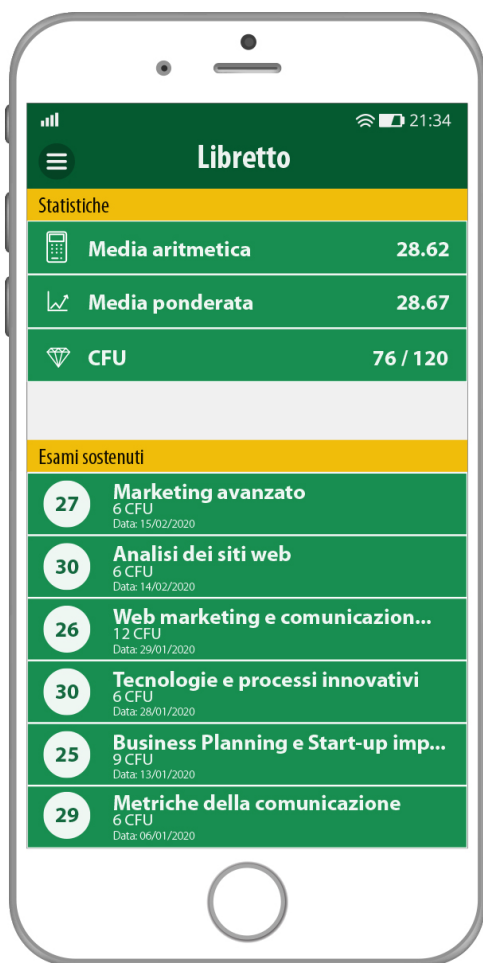 21:34
Libretto
Statistiche
Media aritmetica 28.62
Media ponderata 28.67
CFU 76 / 120
Esami sostenuti
27 Marketing avanzato
6 CFU
Data: 15/02/2020
30 Analisi dei siti web
6 CFU
Data: 14/02/2020
26 Web marketing e comunicazion...
12 CFU
Data: 29/01/2020
30 Tecnologie e processi innovativi
6 CFU
Data: 28/01/2020
25 Business Planning e Start-up imp...
9 CFU
Data: 13/01/2020
29 Metriche della comunicazione
6 CFU
Data: 06/01/2020